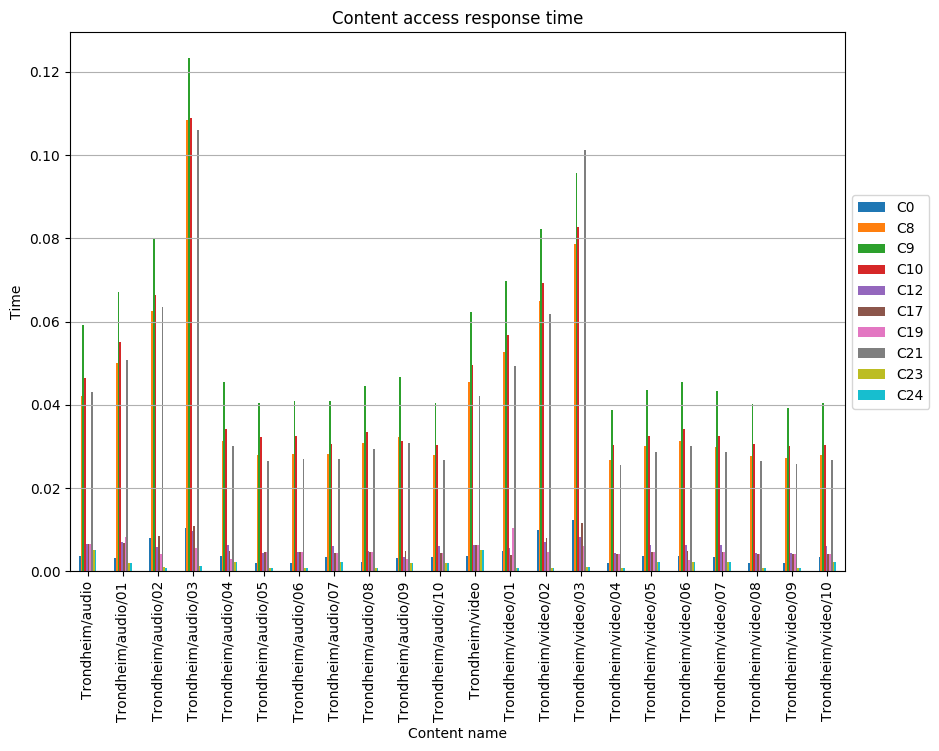 Content access response time
0.12
0.10
0.08
0.06
0.04
0.02
0.00
Time
Trondheim/audio
Trondheim/audio/01
Trondheim/audio/02
Trondheim/audio/03
Trondheim/audio/04
Trondheim/audio/05
Trondheim/audio/06
Trondheim/audio/07
Trondheim/audio/08
Trondheim/audio/09
Trondheim/audio/10
Trondheim/video
Trondheim/video/01
Trondheim/video/02
Trondheim/video/03
Trondheim/video/04
Trondheim/video/05
Trondheim/video/06
Trondheim/video/07
Trondheim/video/08
Trondheim/video/09
Trondheim/video/10
Content name
C0
C8
C9
C10
C12
C17
C19
C21
C23
C24